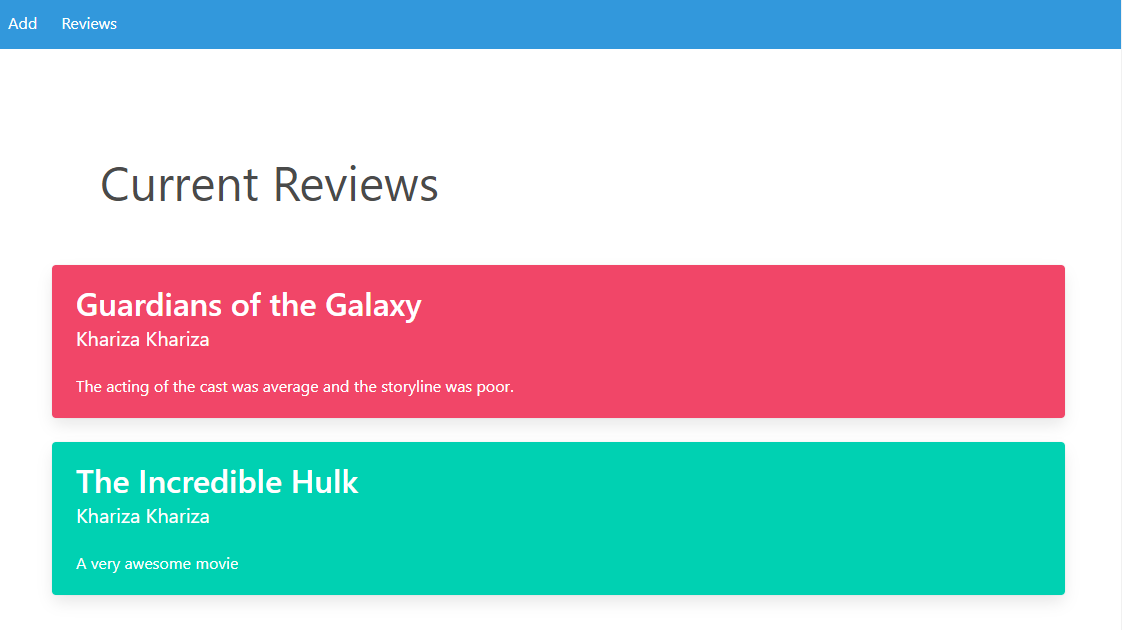 Add Reviews
Current Reviews
Guardians of the Galaxy
Khariza Khariza
The acting of the cast was average and the storyline was poor.
The Incredible Hulk
Khariza Khariza
A very awesome movie